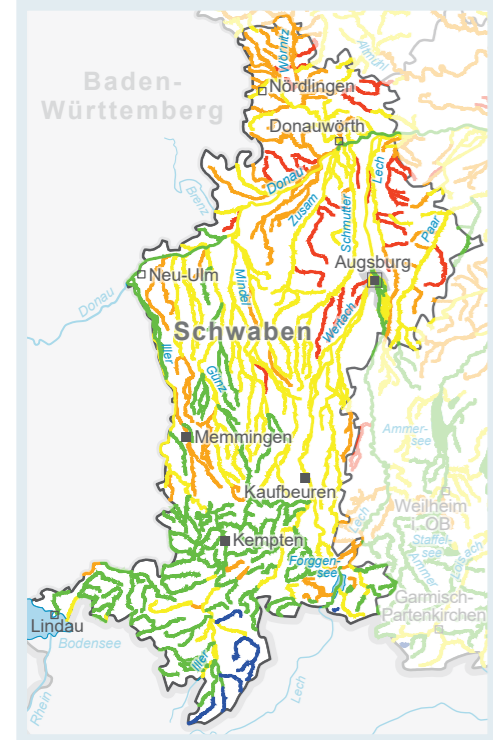 Wörnitz
Altmühl
Baden-
Württemberg
Nördlingen
Donauwörth
Donau
Lech
Brenz
Zusam
Schmutter
Paar
Augsburg
Neu-Ulm
Mindel
Donau
Schwaben
Wertach
Iller
Günz
Memmingen
Ammer-
see
Kaufbeuren
Weilheim
i. OB
Lech
Kempten
Staffel-
see
Forggen-
see
Ammer
Loisach
Garmisch-
Partenkirchen
Lindau
Bodensee
Iller
Lech
Rhein